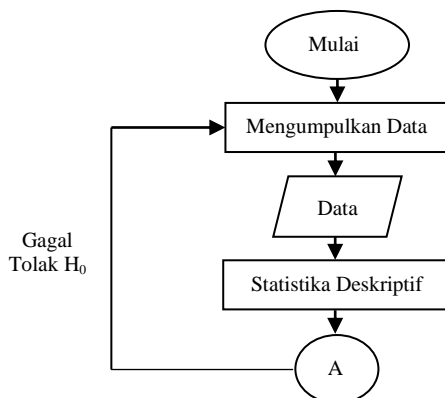 Mulai
Mengumpulkan Data
Data
Gagal
Tolak H₀
Statistika Deskriptif
A